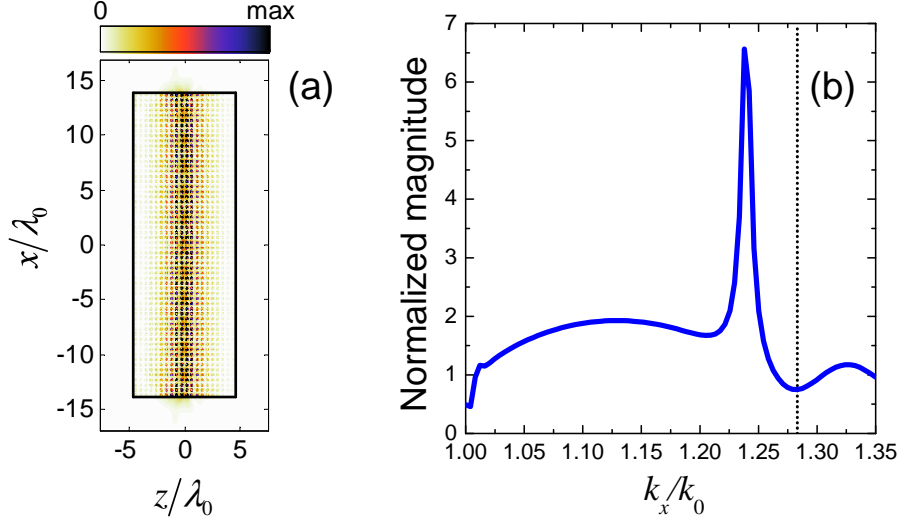 0 max
(a)
15
10
5
0
-5
-10
-15
x/λ₀
-5 0 5
z/λ₀
(b)
7
6
5
4
3
2
1
0
Normalized magnitude
1.00 1.05 1.10 1.15 1.20 1.25 1.30 1.35
kₓ/k₀